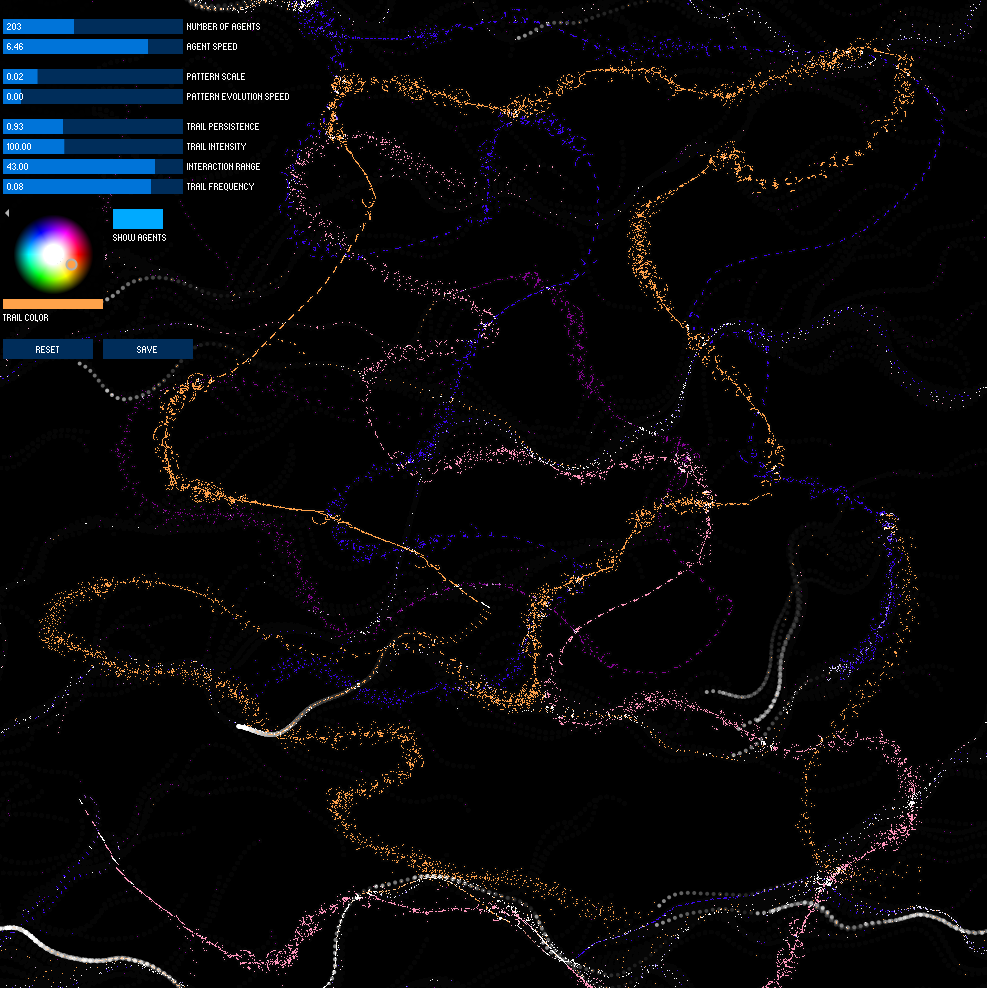 203 NUMBER OF AGENTS
6.46 AGENT SPEED
0.02 PATTERN SCALE
0.00 PATTERN EVOLUTION SPEED
0.93 TRAIL PERSISTENCE
100.00 TRAIL INTENSITY
43.00 INTERACTION RANGE
0.08 TRAIL FREQUENCY
SHOW AGENTS
TRAIL COLOR
RESET SAVE